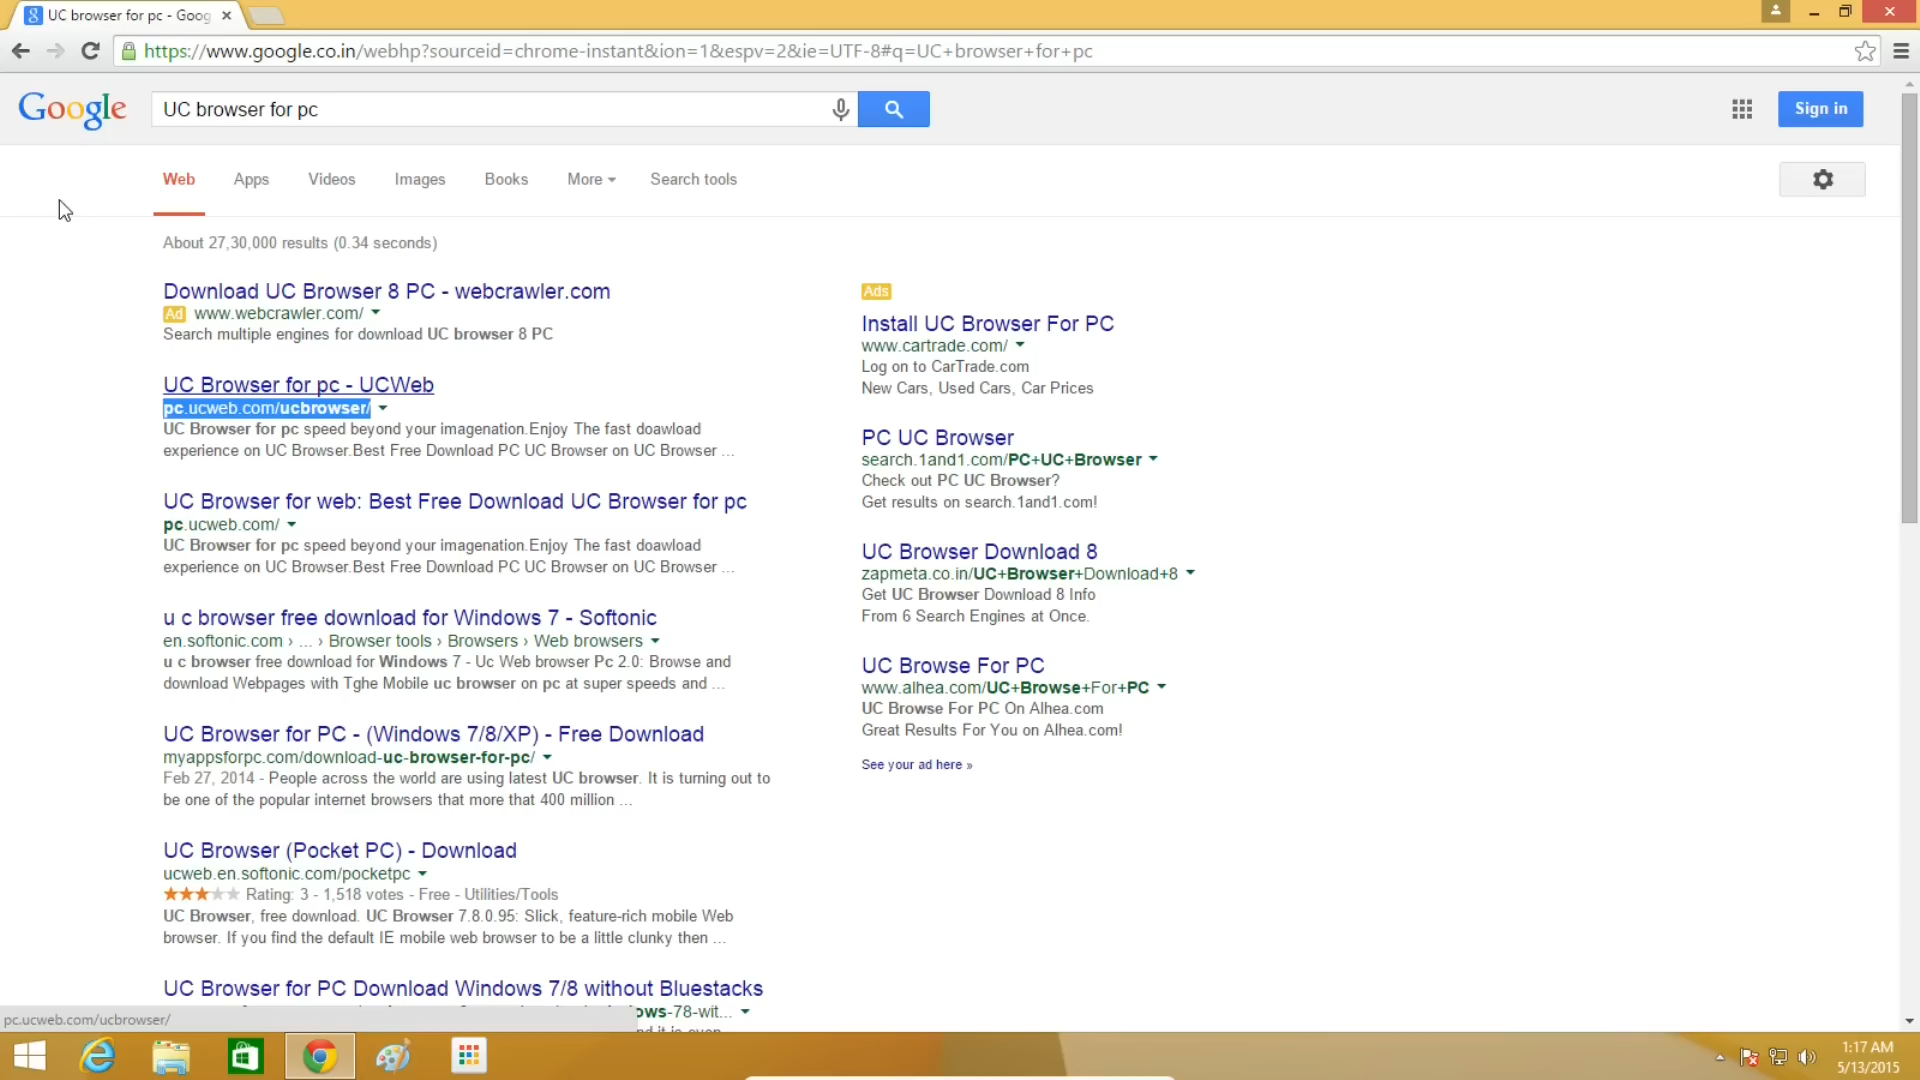 UC browser for pc - Goog
https://www.google.co.in/webhp?sourceid=chrome-instant&ion=1&espv=2&ie=UTF-8#q=UC+browser+for+pc
Google
UC browser for pc
Sign in
Web Apps Videos Images Books More Search tools
About 27,30,000 results (0.34 seconds)
Download UC Browser 8 PC - webcrawler.com
Ad www.webcrawler.com/
Search multiple engines for download UC browser 8 PC
UC Browser for pc - UCWeb
pc.ucweb.com/ucbrowser/
UC Browser for pc speed beyond your imagenation.Enjoy The fast doawload
experience on UC Browser.Best Free Download PC UC Browser on UC Browser ...
UC Browser for web: Best Free Download UC Browser for pc
pc.ucweb.com/
UC Browser for pc speed beyond your imagenation.Enjoy The fast doawload
experience on UC Browser.Best Free Download PC UC Browser on UC Browser ...
u c browser free download for Windows 7 - Softonic
en.softonic.com › ... › Browser tools › Browsers › Web browsers
u c browser free download for Windows 7 - Uc Web browser Pc 2.0: Browse and
download Webpages with Tghe Mobile uc browser on pc at super speeds and ...
UC Browser for PC - (Windows 7/8/XP) - Free Download
myappsforpc.com/download-uc-browser-for-pc/
Feb 27, 2014 - People across the world are using latest UC browser. It is turning out to
be one of the popular internet browsers that more that 400 million ...
UC Browser (Pocket PC) - Download
ucweb.en.softonic.com/pocketpc
Rating: 3 - 1,518 votes - Free - Utilities/Tools
UC Browser, free download. UC Browser 7.8.0.95: Slick, feature-rich mobile Web
browser. If you find the default IE mobile web browser to be a little clunky then ...
UC Browser for PC Download Windows 7/8 without Bluestacks
ows-78-wit...
Ads
Install UC Browser For PC
www.cartrade.com/
Log on to CarTrade.com
New Cars, Used Cars, Car Prices
PC UC Browser
search.1and1.com/PC+UC+Browser
Check out PC UC Browser?
Get results on search.1and1.com!
UC Browser Download 8
zapmeta.co.in/UC+Browser+Download+8
Get UC Browser Download 8 Info
From 6 Search Engines at Once.
UC Browse For PC
www.alhea.com/UC+Browse+For+PC
UC Browse For PC On Alhea.com
Great Results For You on Alhea.com!
See your ad here »
pc.ucweb.com/ucbrowser/
1:17 AM
5/13/2015